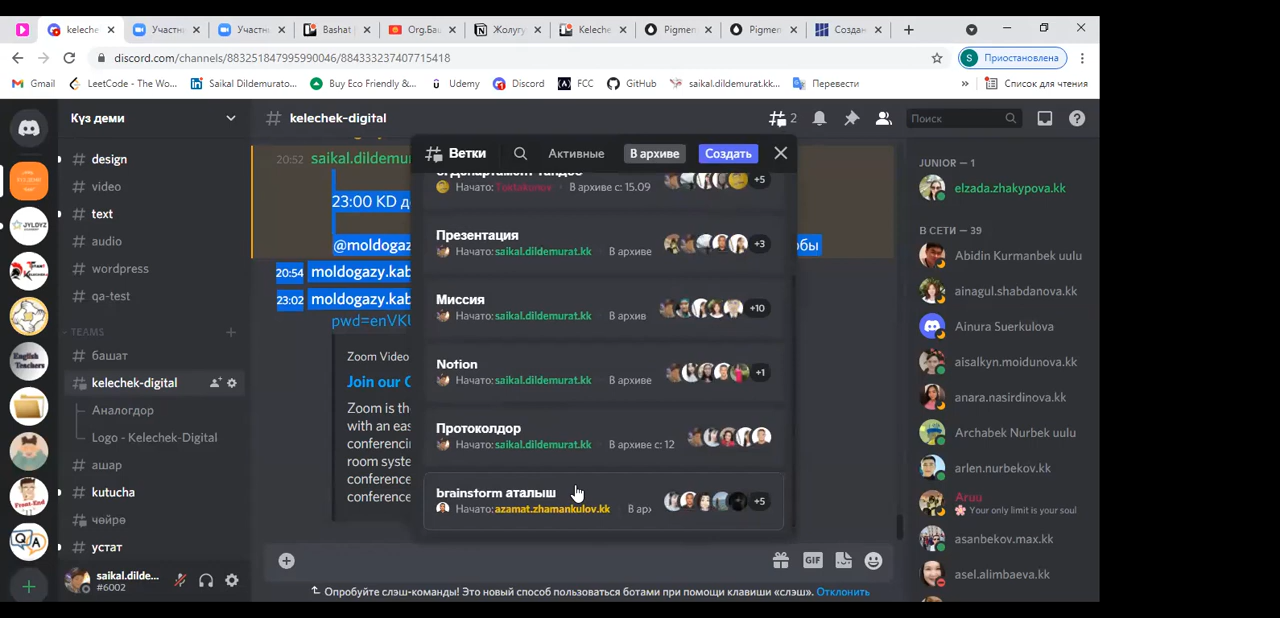 keleche
Участни
Участни
Bashat
Org.Баш
Жолугу
Keleche
Pigmen
Pigmen
Создан
discord.com/channels/883251847995990046/884333237407715418
S Приостановлена
Gmail
LeetCode - The Wo...
Saikal Dildemurato...
Buy Eco Friendly &...
Udemy
Discord
FCC
GitHub
saikal.dildemurat.kk...
Перевести
»
Список для чтения
Күз деми
design
video
text
audio
wordpress
qa-test
TEAMS
башат
kelechek-digital
Аналогдор
Logo - Kelechek-Digital
ашар
kutucha
чөйрө
устат
saikal.dilde...
#6002
kelechek-digital
2
Поиск
20:52 saikal.dildemur
23:00 KD
@moldogaz
обы
20:54 moldogazy.kab
23:02 moldogazy.kab
pwd=enVKU
Zoom Video
Join our C
Zoom is the
with an eas
conferencin
room syste
conference
conference
Ветки
Активные
В архиве
Создать
Начато: Toktakunov • В архиве с: 15.09
+5
Презентация
Начато: saikal.dildemurat.kk В архиве
+3
Миссия
Начато: saikal.dildemurat.kk В архив
+10
Notion
Начато: saikal.dildemurat.kk В архиве
+1
Протоколдор
Начато: saikal.dildemurat.kk В архиве с: 12
brainstorm аталыш
Начато: azamat.zhamankulov.kk В арх
+5
GIF
Опробуйте слэш-команды! Это новый способ пользоваться ботами при помощи клавиши «слэш». Отклонить
JUNIOR — 1
elzada.zhakypova.kk
В СЕТИ — 39
Abidin Kurmanbek uulu
ainagul.shabdanova.kk
Ainura Suerkulova
aisalkyn.moidunova.kk
anara.nasirdinova.kk
Archabek Nurbek uulu
arlen.nurbekov.kk
Aruu
Your only limit is your soul
asanbekov.max.kk
asel.alimbaeva.kk